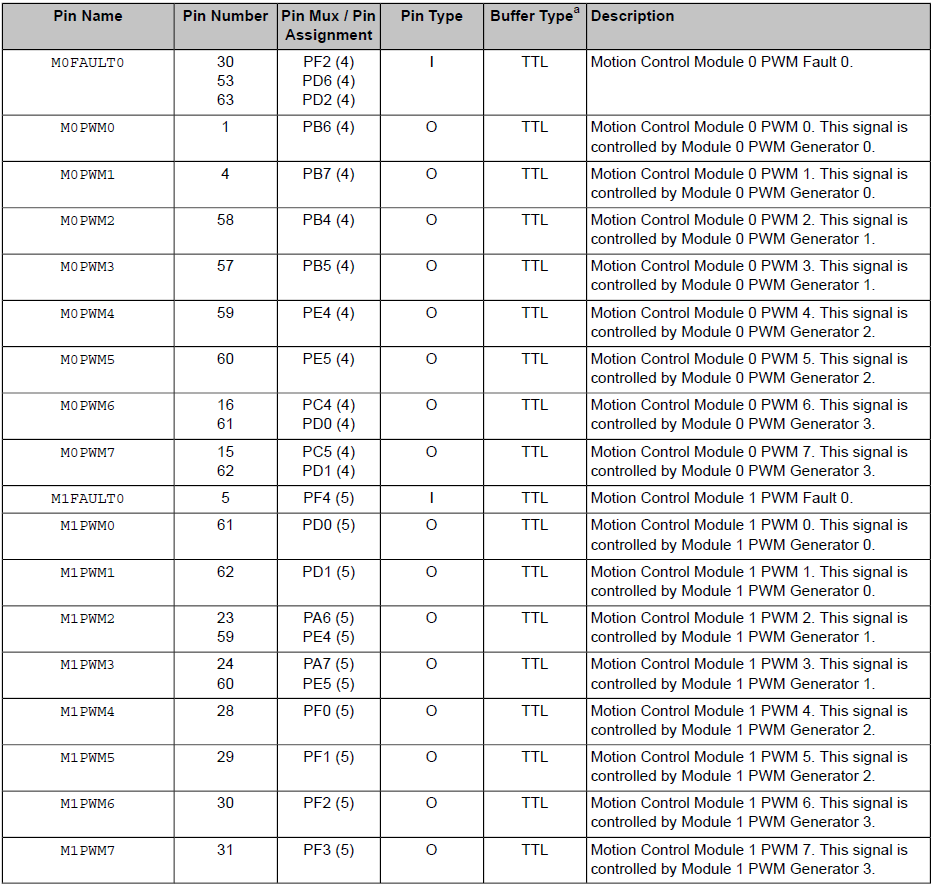 Pin Name Pin Number Pin Mux / Pin Assignment Pin Type Buffer Typeᵃ Description
M0FAULT0 30 PF2 (4) I TTL Motion Control Module 0 PWM Fault 0.
53 PD6 (4)
63 PD2 (4)
M0PWM0 1 PB6 (4) O TTL Motion Control Module 0 PWM 0. This signal is
controlled by Module 0 PWM Generator 0.
M0PWM1 4 PB7 (4) O TTL Motion Control Module 0 PWM 1. This signal is
controlled by Module 0 PWM Generator 0.
M0PWM2 58 PB4 (4) O TTL Motion Control Module 0 PWM 2. This signal is
controlled by Module 0 PWM Generator 1.
M0PWM3 57 PB5 (4) O TTL Motion Control Module 0 PWM 3. This signal is
controlled by Module 0 PWM Generator 1.
M0PWM4 59 PE4 (4) O TTL Motion Control Module 0 PWM 4. This signal is
controlled by Module 0 PWM Generator 2.
M0PWM5 60 PE5 (4) O TTL Motion Control Module 0 PWM 5. This signal is
controlled by Module 0 PWM Generator 2.
M0PWM6 16 PC4 (4) O TTL Motion Control Module 0 PWM 6. This signal is
61 PD0 (4) controlled by Module 0 PWM Generator 3.
M0PWM7 15 PC5 (4) O TTL Motion Control Module 0 PWM 7. This signal is
62 PD1 (4) controlled by Module 0 PWM Generator 3.
M1FAULT0 5 PF4 (5) I TTL Motion Control Module 1 PWM Fault 0.
M1PWM0 61 PD0 (5) O TTL Motion Control Module 1 PWM 0. This signal is
controlled by Module 1 PWM Generator 0.
M1PWM1 62 PD1 (5) O TTL Motion Control Module 1 PWM 1. This signal is
controlled by Module 1 PWM Generator 0.
M1PWM2 23 PA6 (5) O TTL Motion Control Module 1 PWM 2. This signal is
59 PE4 (5) controlled by Module 1 PWM Generator 1.
M1PWM3 24 PA7 (5) O TTL Motion Control Module 1 PWM 3. This signal is
60 PE5 (5) controlled by Module 1 PWM Generator 1.
M1PWM4 28 PF0 (5) O TTL Motion Control Module 1 PWM 4. This signal is
controlled by Module 1 PWM Generator 2.
M1PWM5 29 PF1 (5) O TTL Motion Control Module 1 PWM 5. This signal is
controlled by Module 1 PWM Generator 2.
M1PWM6 30 PF2 (5) O TTL Motion Control Module 1 PWM 6. This signal is
controlled by Module 1 PWM Generator 3.
M1PWM7 31 PF3 (5) O TTL Motion Control Module 1 PWM 7. This signal is
controlled by Module 1 PWM Generator 3.